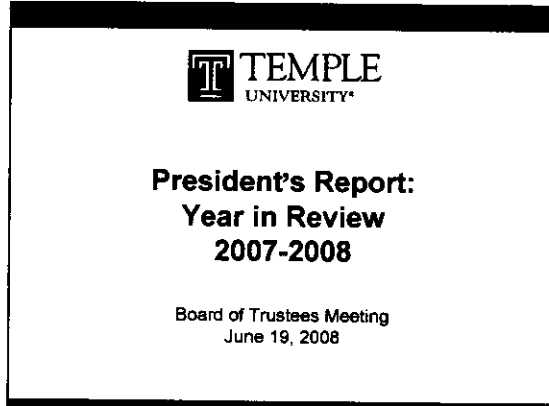 TEMPLE
UNIVERSITY®
President's Report:
Year in Review
2007-2008
Board of Trustees Meeting
June 19, 2008